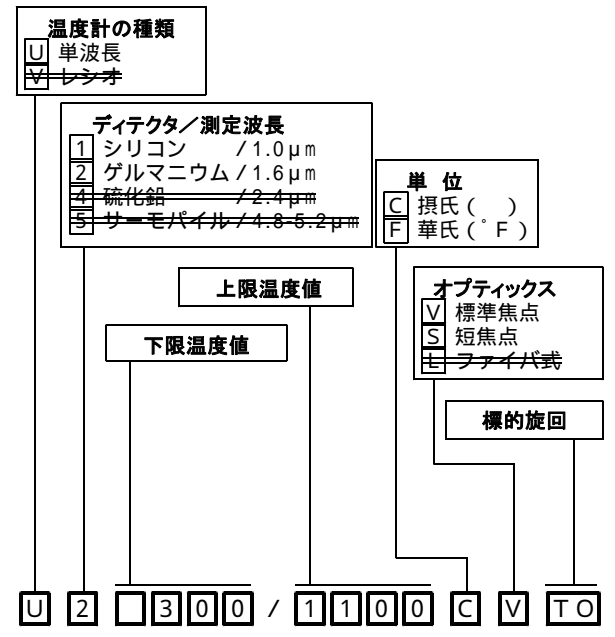 温度計の種類
U 単波長
V レシオ
ディテクタ／測定波長
1 シリコン /1.0μm
2 ゲルマニウム/1.6μm
4 硫化鉛 /2.4μm
5 サーモパイル/4.8-5.2μm
単 位
C 摂氏( )
F 華氏(°F)
上限温度値
オプティックス
V 標準焦点
S 短焦点
L ファイバ式
下限温度値
標的旋回
U 2 300/1100 C V TO